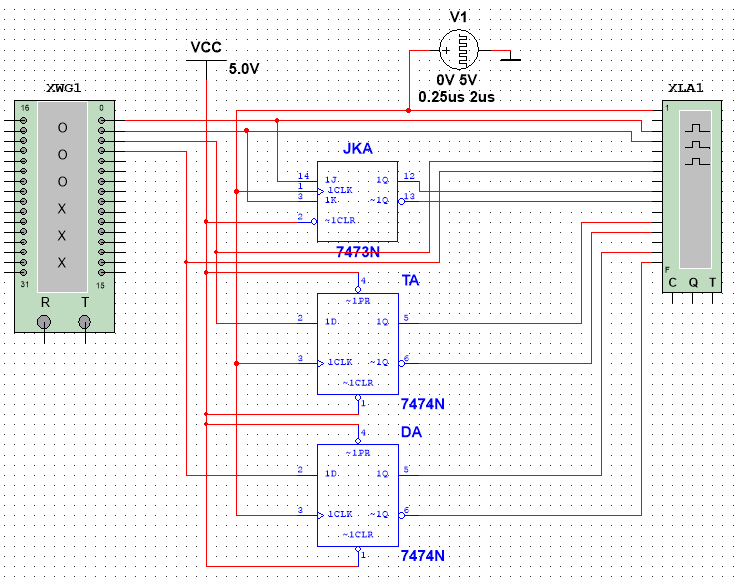 V1
VCC
5.0V
0V 5V
0.25us 2us
XWG1
XLA1
16 0
O
O
O
X
X
X
31 15
R T
1
F
C Q T
JKA
14 1J 1Q 12
1 1CLK
3 1K ~1Q 13
2 ~1CLR
7473N
TA
4
~1PR
2 1D 1Q 5
3 1CLK ~1Q 6
~1CLR
1
7474N
DA
4
~1PR
2 1D 1Q 5
3 1CLK ~1Q 6
~1CLR
1
7474N